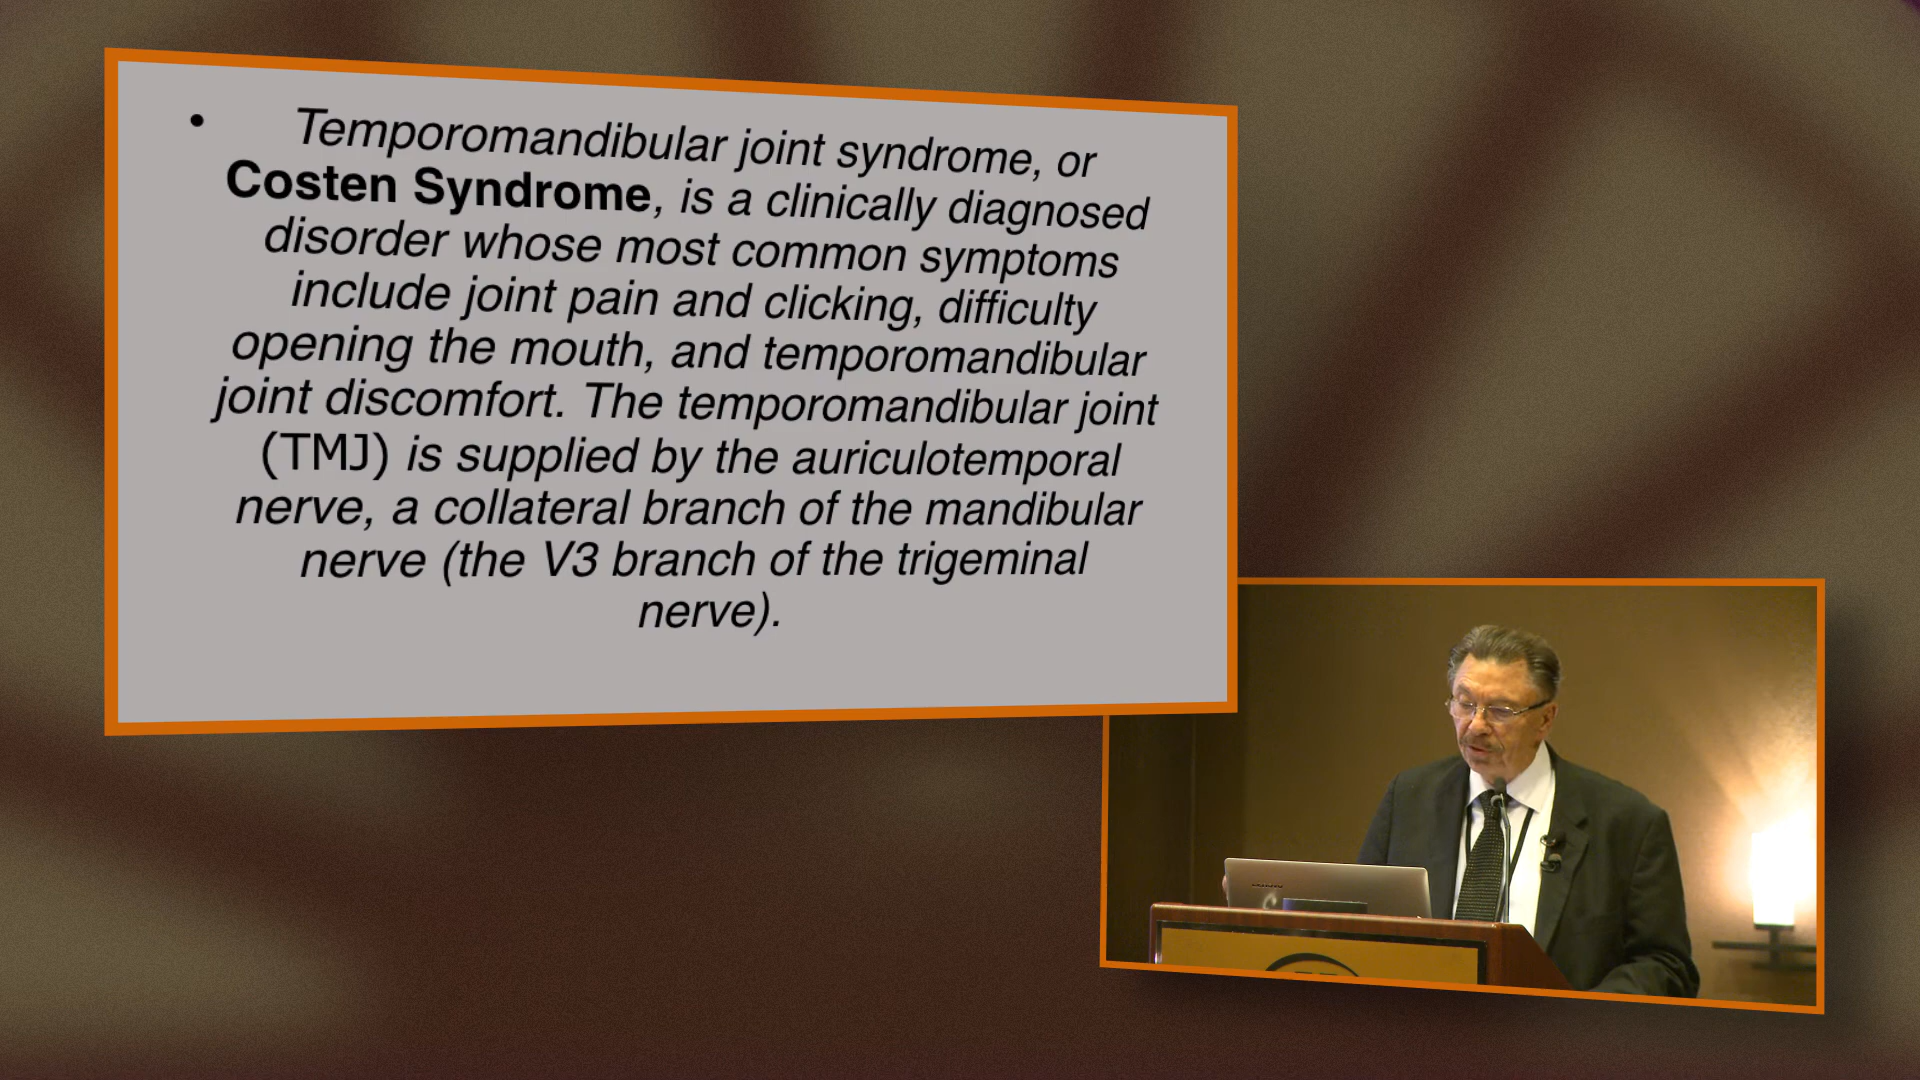 • Temporomandibular joint syndrome, or
Costen Syndrome, is a clinically diagnosed
disorder whose most common symptoms
include joint pain and clicking, difficulty
opening the mouth, and temporomandibular
joint discomfort. The temporomandibular joint
(TMJ) is supplied by the auriculotemporal
nerve, a collateral branch of the mandibular
nerve (the V3 branch of the trigeminal
nerve).